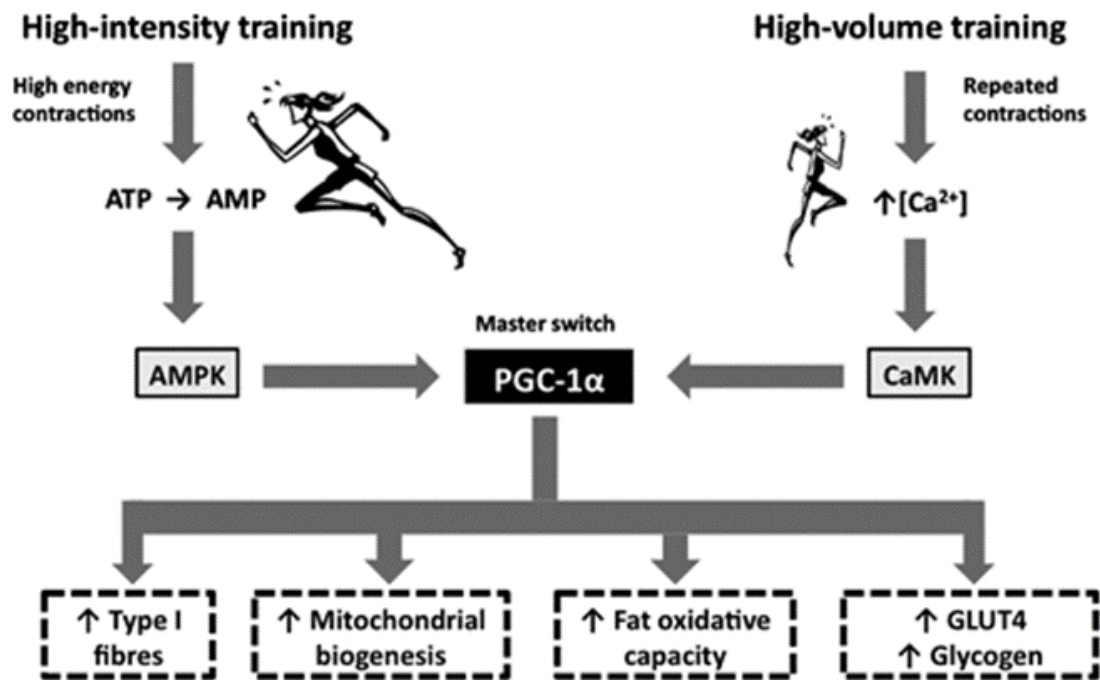 High-intensity training
High-volume training
High energy
contractions
Repeated
contractions
ATP → AMP
↑[Ca²⁺]
Master switch
AMPK
PGC-1α
CaMK
↑ Type I
fibres
↑ Mitochondrial
biogenesis
↑ Fat oxidative
capacity
↑ GLUT4
↑ Glycogen